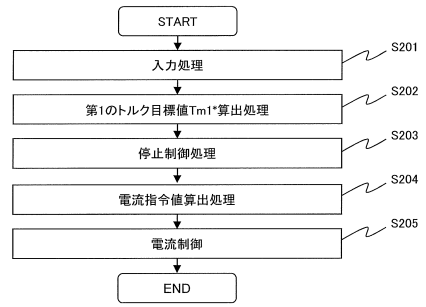 START
入力処理
S201
第1のトルク目標値Tm1*算出処理
S202
停止制御処理
S203
電流指令値算出処理
S204
電流制御
S205
END